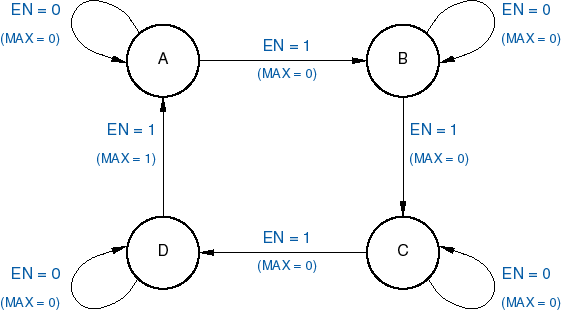 EN = 0
(MAX = 0)
A
EN = 1
(MAX = 0)
B
EN = 0
(MAX = 0)
EN = 1
(MAX = 1)
EN = 1
(MAX = 0)
D
EN = 1
(MAX = 0)
C
EN = 0
(MAX = 0)
EN = 0
(MAX = 0)